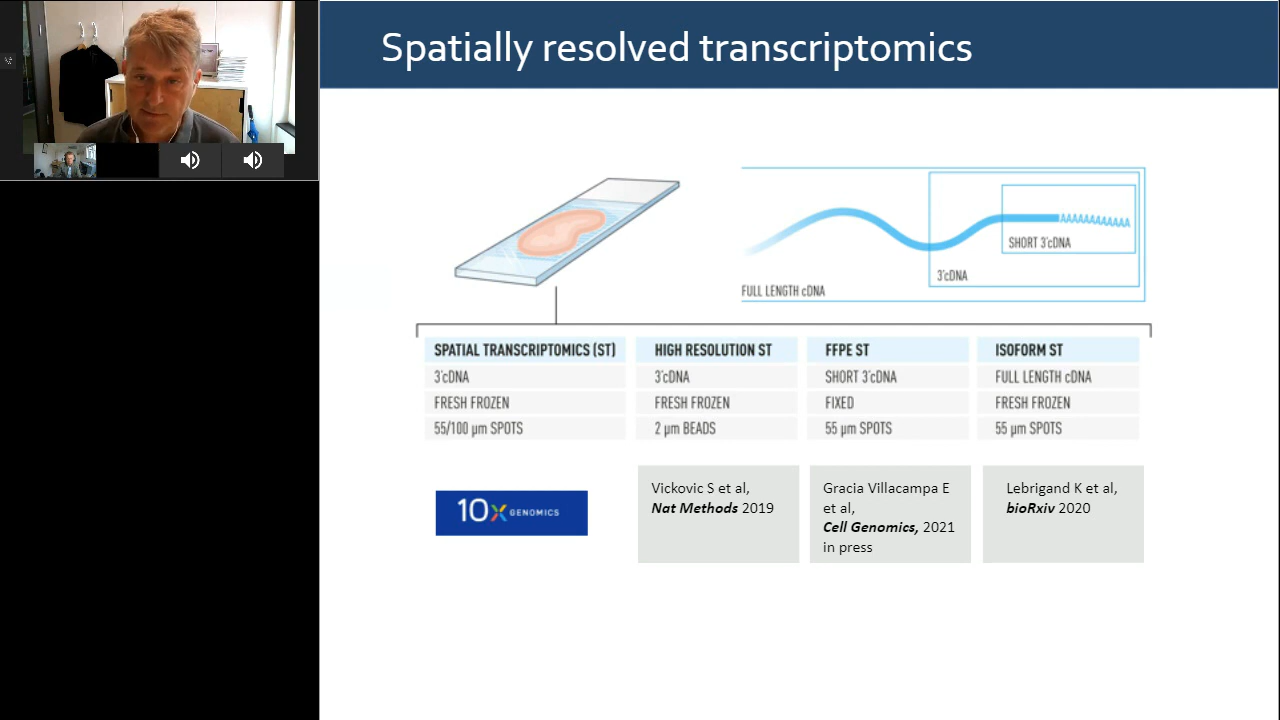 Spatially resolved transcriptomics
AAAAAAAAAAAA
SHORT 3'cDNA
3'cDNA
FULL LENGTH cDNA
SPATIAL TRANSCRIPTOMICS (ST)
3'cDNA
FRESH FROZEN
55/100 µm SPOTS
HIGH RESOLUTION ST
3'cDNA
FRESH FROZEN
2 µm BEADS
FFPE ST
SHORT 3'cDNA
FIXED
55 µm SPOTS
ISOFORM ST
FULL LENGTH cDNA
FRESH FROZEN
55 µm SPOTS
10X GENOMICS
Vickovic S et al,
Nat Methods 2019
Gracia Villacampa E
et al,
Cell Genomics, 2021
in press
Lebrigand K et al,
bioRxiv 2020